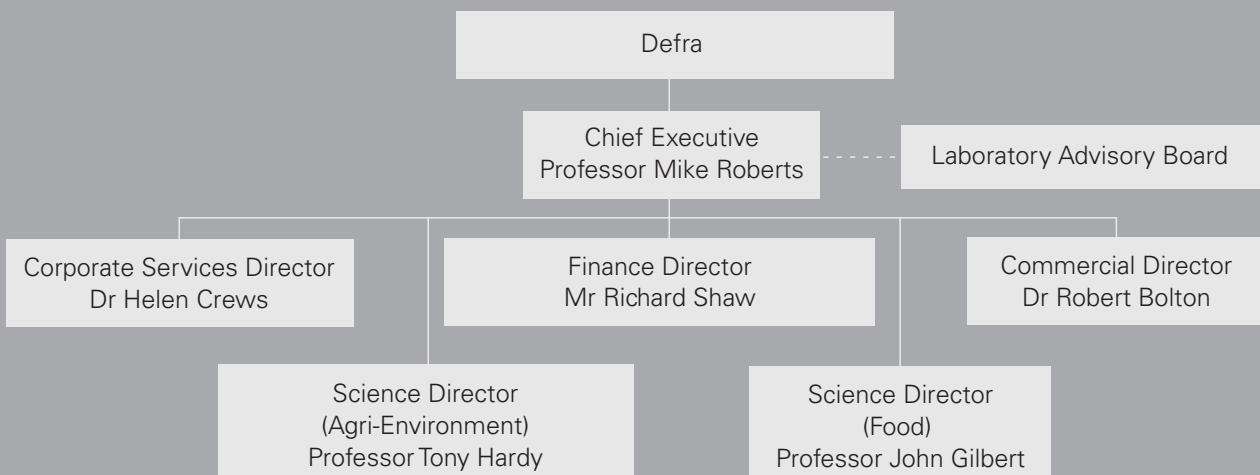 Defra
Chief Executive
Professor Mike Roberts
Laboratory Advisory Board
Corporate Services Director
Dr Helen Crews
Finance Director
Mr Richard Shaw
Commercial Director
Dr Robert Bolton
Science Director
(Agri-Environment)
Professor Tony Hardy
Science Director
(Food)
Professor John Gilbert